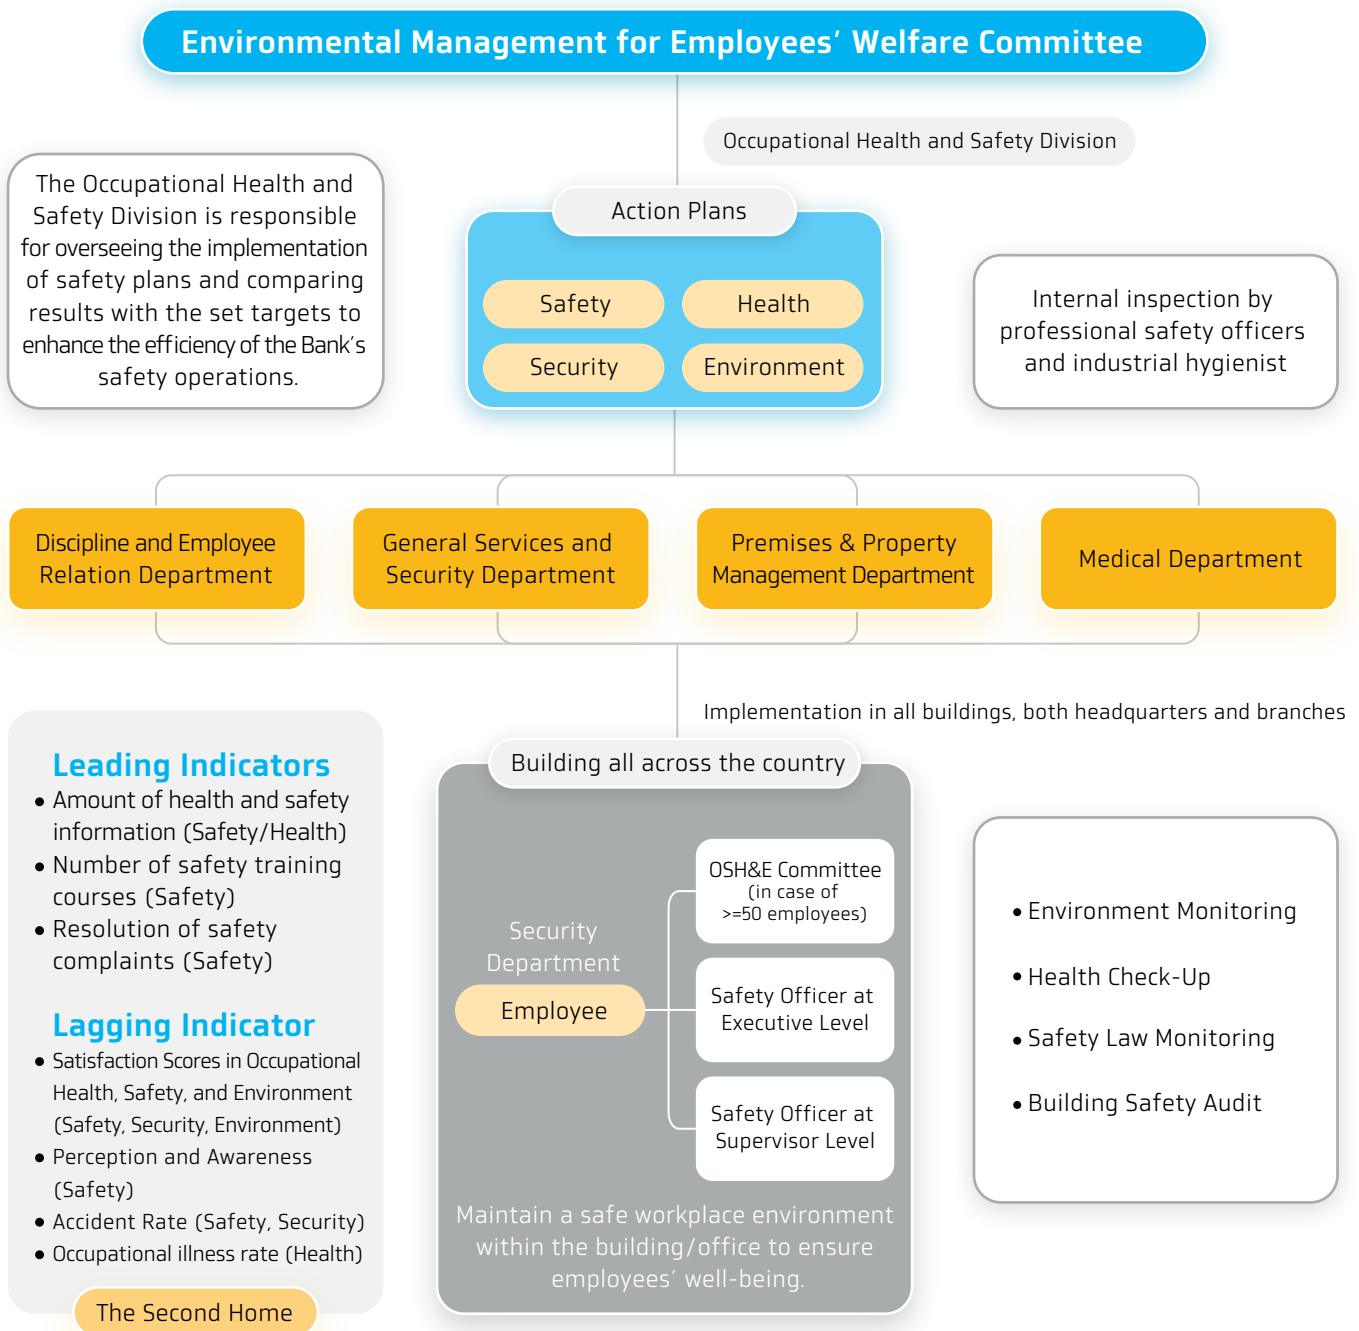 Environmental Management for Employees’ Welfare Committee
Occupational Health and Safety Division
The Occupational Health and
Safety Division is responsible
for overseeing the implementation
of safety plans and comparing
results with the set targets to
enhance the efficiency of the Bank’s
safety operations.
Action Plans
Safety
Health
Security
Environment
Internal inspection by
professional safety officers
and industrial hygienist
Discipline and Employee
Relation Department
General Services and
Security Department
Premises & Property
Management Department
Medical Department
Implementation in all buildings, both headquarters and branches
Leading Indicators
• Amount of health and safety
information (Safety/Health)
• Number of safety training
courses (Safety)
• Resolution of safety
complaints (Safety)
Lagging Indicator
• Satisfaction Scores in Occupational
Health, Safety, and Environment
(Safety, Security, Environment)
• Perception and Awareness
(Safety)
• Accident Rate (Safety, Security)
• Occupational illness rate (Health)
The Second Home
Building all across the country
Security
Department
Employee
OSH&E Committee
(in case of
>=50 employees)
Safety Officer at
Executive Level
Safety Officer at
Supervisor Level
Maintain a safe workplace environment
within the building/office to ensure
employees’ well-being.
• Environment Monitoring
• Health Check-Up
• Safety Law Monitoring
• Building Safety Audit